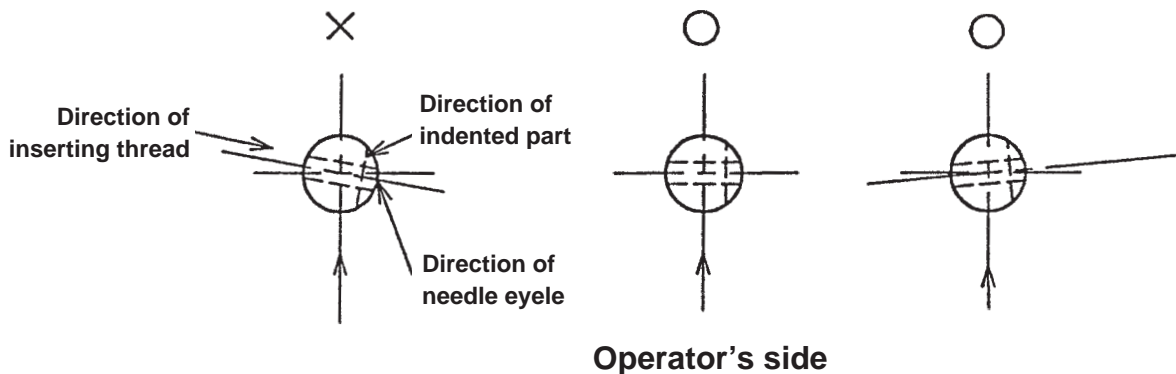 Direction of
inserting thread
Direction of
indented part
Direction of
needle eyele
Operator's side